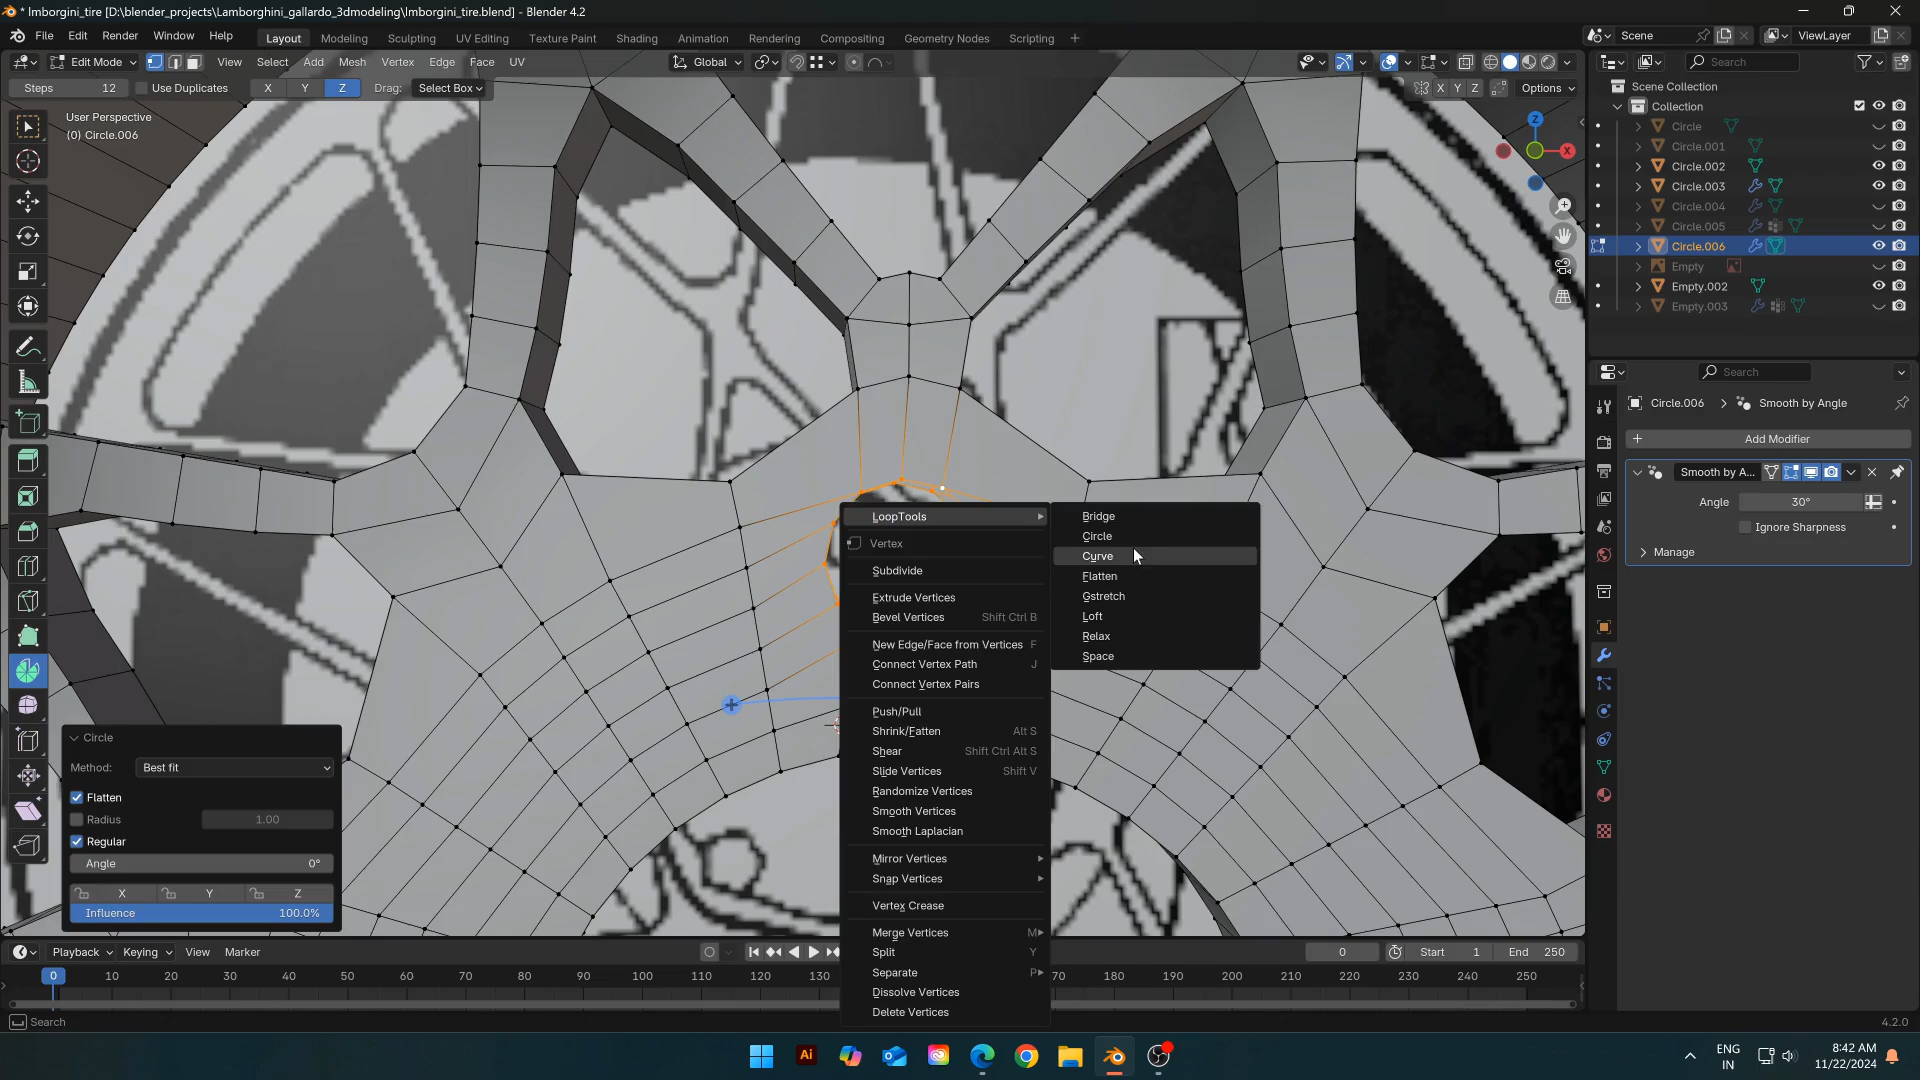 * lmborgini_tire [D:\blender_projects\Lamborghini_gallardo_3dmodeling\lmborgini_tire.blend] - Blender 4.2
File Edit Render Window Help Layout Modeling Sculpting UV Editing Texture Paint Shading Animation Rendering Compositing Geometry Nodes Scripting +
Scene ViewLayer
Edit Mode View Select Add Mesh Vertex Edge Face UV Global
Search
Steps 12 Use Duplicates X Y Z Drag: Select Box X Y Z Options
User Perspective
(0) Circle.006
Z
X
Scene Collection
Collection
Circle
Circle.001
Circle.002
Circle.003
Circle.004
Circle.005
Circle.006
Empty
Empty.002
Empty.003
Search
Circle.006 > Smooth by Angle
+ Add Modifier
Smooth by A...
Angle 30°
Ignore Sharpness
Manage
LoopTools
Vertex
Subdivide
Extrude Vertices
Bevel Vertices Shift Ctrl B
New Edge/Face from Vertices F
Connect Vertex Path J
Connect Vertex Pairs
Push/Pull
Shrink/Fatten Alt S
Shear Shift Ctrl Alt S
Slide Vertices Shift V
Randomize Vertices
Smooth Vertices
Smooth Laplacian
Mirror Vertices
Snap Vertices
Vertex Crease
Merge Vertices M
Split Y
Separate P
Dissolve Vertices
Delete Vertices
Bridge
Circle
Curve
Flatten
Gstretch
Loft
Relax
Space
Circle
Method: Best fit
Flatten
Radius 1.00
Regular
Angle 0°
X Y Z
Influence 100.0%
Playback Keying View Marker 0 Start 1 End 250
0 10 20 30 40 50 60 70 80 90 100 110 120 130 70 180 190 200 210 220 230 240 250
Search
4.2.0
Ai
ENG
IN
8:42 AM
11/22/2024